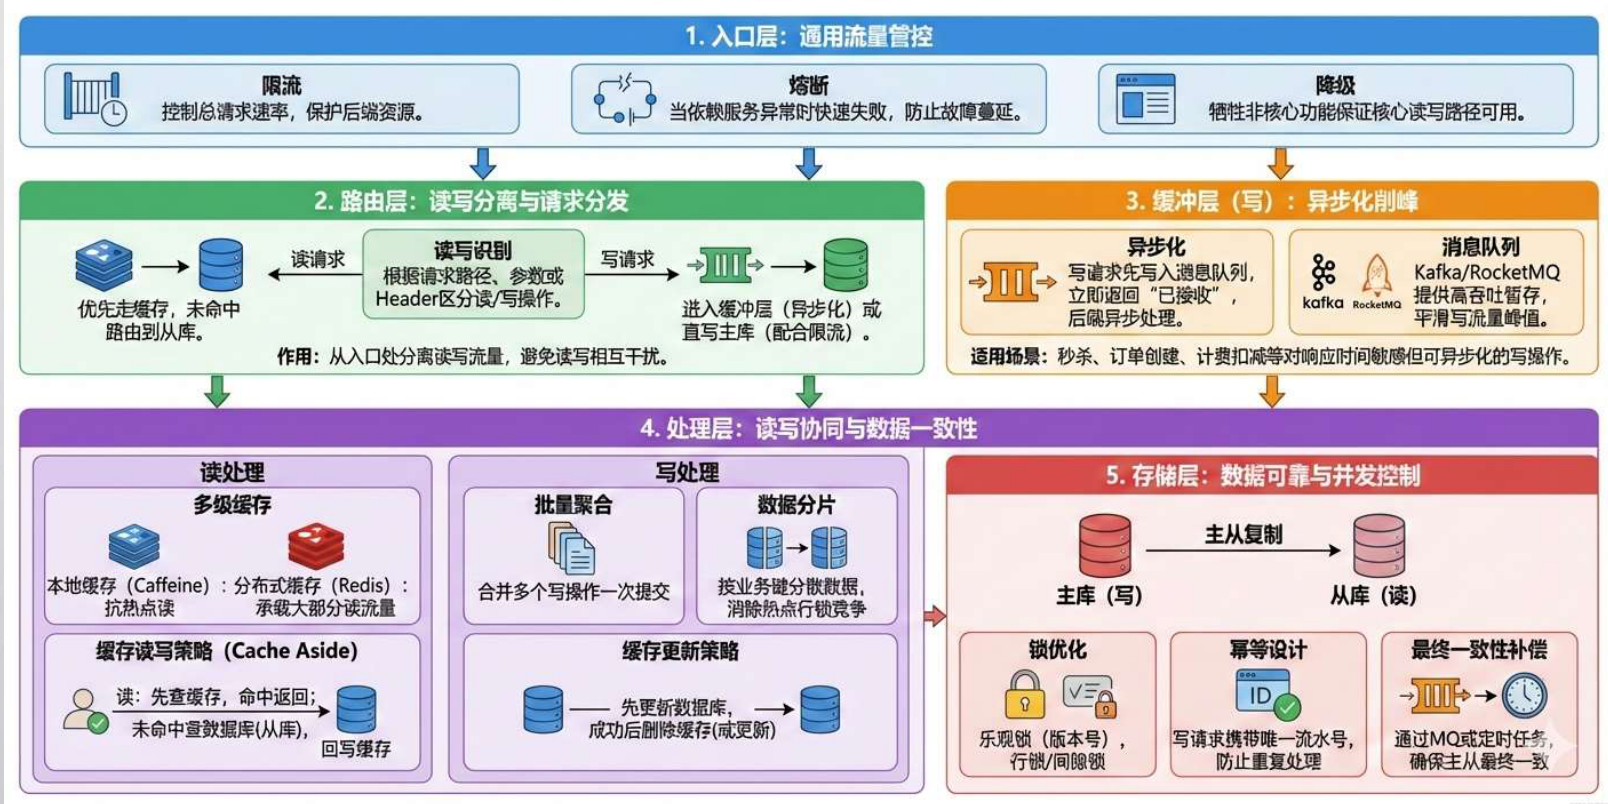 1. 入口层：通用流量管控
限流
控制总请求速率，保护后端资源。
熔断
当依赖服务异常时快速失败，防止故障蔓延。
降级
牺牲非核心功能保证核心读写路径可用。
2. 路由层：读写分离与请求分发
优先走缓存，未命中
路由到从库。
读请求
读写识别
根据请求路径、参数或
Header区分读/写操作。
写请求
进入缓冲层（异步化）或
直写主库（配合限流）。
作用：从入口处分离读写流量，避免读写相互干扰。
3. 缓冲层（写）：异步化削峰
异步化
写请求先写入消息队列，
立即返回“已接收”，
后端异步处理。
kafka
RocketMQ
消息队列
Kafka/RocketMQ
提供高吞吐暂存，
平滑写流量峰值。
适用场景：秒杀、订单创建、计费扣减等对响应时间敏感但可异步化的写操作。
4. 处理层：读写协同与数据一致性
读处理
多级缓存
本地缓存（Caffeine）：
抗热点读
分布式缓存（Redis）：
承载大部分读流量
缓存读写策略（Cache Aside）
读：先查缓存，命中返回；
未命中查数据库(从库)，
回写缓存
写处理
批量聚合
合并多个写操作一次提交
数据分片
按业务键分散数据，
消除热点行锁竞争
缓存更新策略
先更新数据库，
成功后删除缓存(或更新)
5. 存储层：数据可靠与并发控制
主从复制
主库（写）
从库（读）
锁优化
乐观锁（版本号），
行锁/间隙锁
幂等设计
ID
写请求携带唯一流水号，
防止重复处理
最终一致性补偿
通过MQ或定时任务，
确保主从最终一致